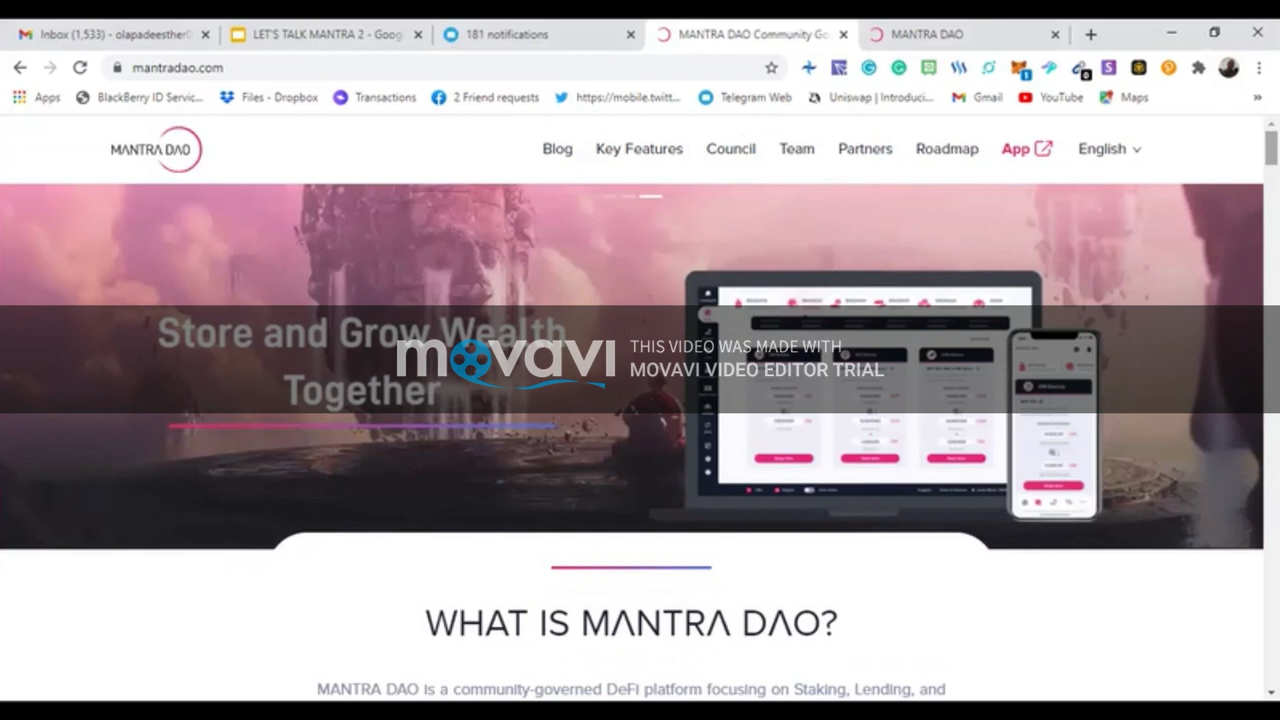 Inbox (1,533) - olapadeesther
LET'S TALK MANTRA 2 - Goog
181 notifications
MANTRA DAO Community Go
MANTRA DAO
mantradao.com
Apps
BlackBerry ID Servic...
Files - Dropbox
Transactions
2 Friend requests
https://mobile.twitt...
Telegram Web
Uniswap | Introduci...
Gmail
YouTube
Maps
MANTRA DAO
Blog
Key Features
Council
Team
Partners
Roadmap
App
English
Store and Grow Wealth
Together
movavi
THIS VIDEO WAS MADE WITH
MOVAVI VIDEO EDITOR TRIAL
WHAT IS MANTRA DAO?
MANTRA DAO is a community-governed DeFi platform focusing on Staking, Lending, and